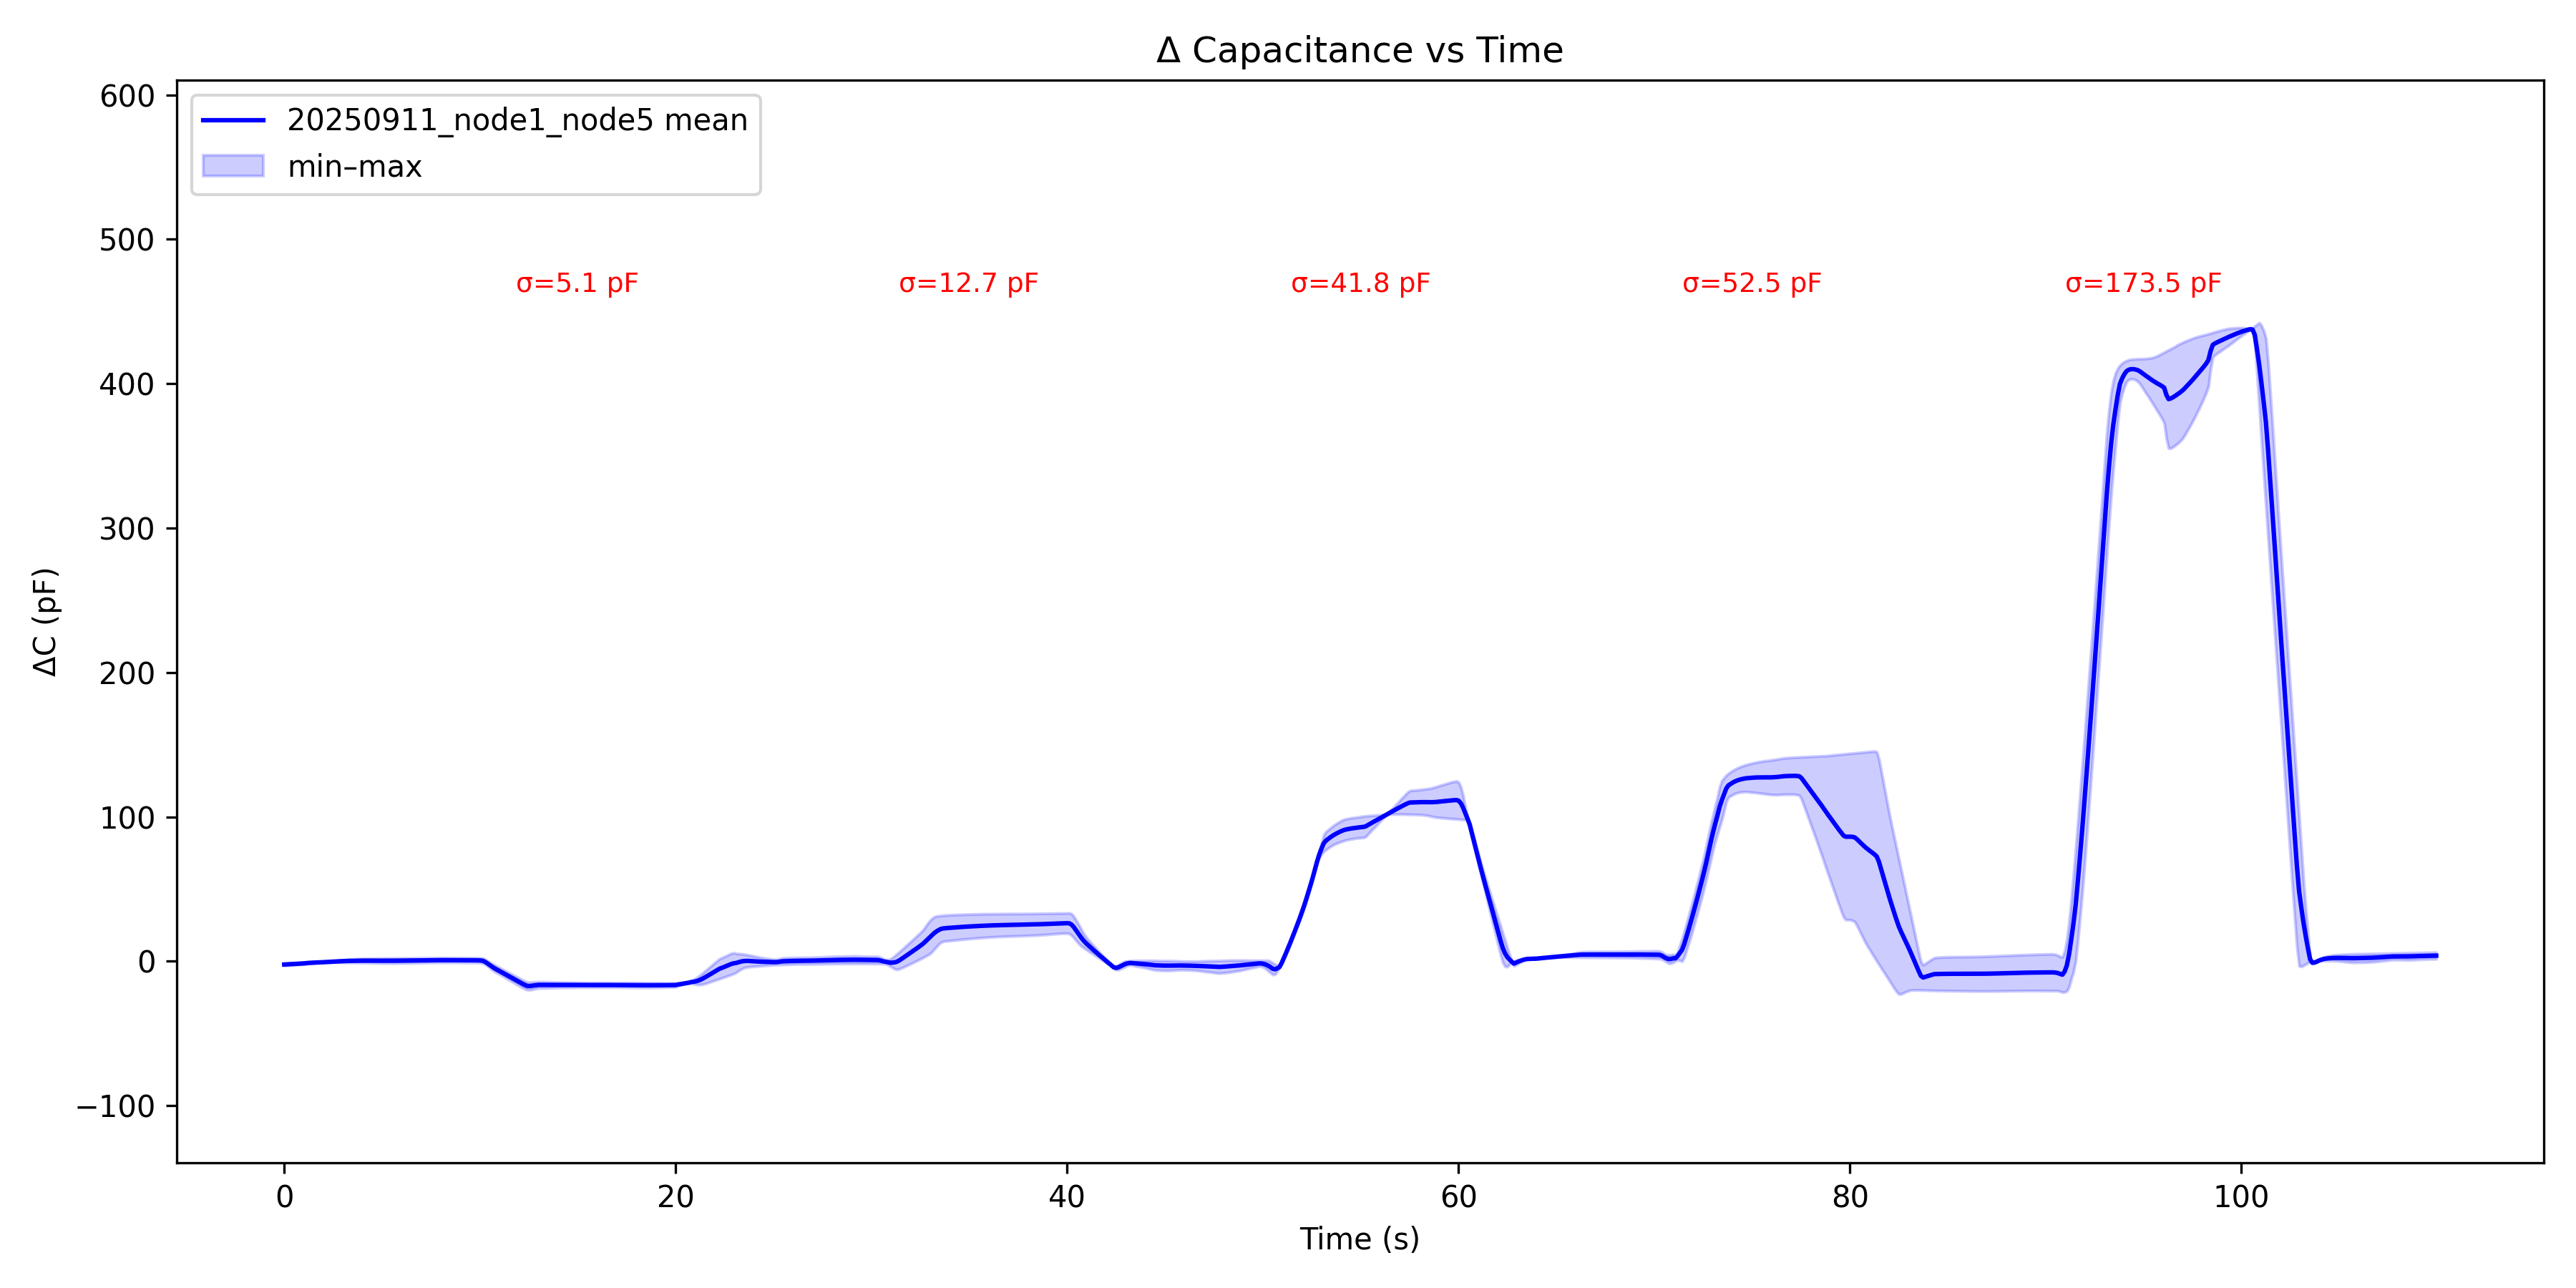 Δ Capacitance vs Time
20250911_node1_node5 mean
min–max
600
500
400
300
200
100
0
−100
ΔC (pF)
σ=5.1 pF
σ=12.7 pF
σ=41.8 pF
σ=52.5 pF
σ=173.5 pF
0
20
40
60
80
100
Time (s)